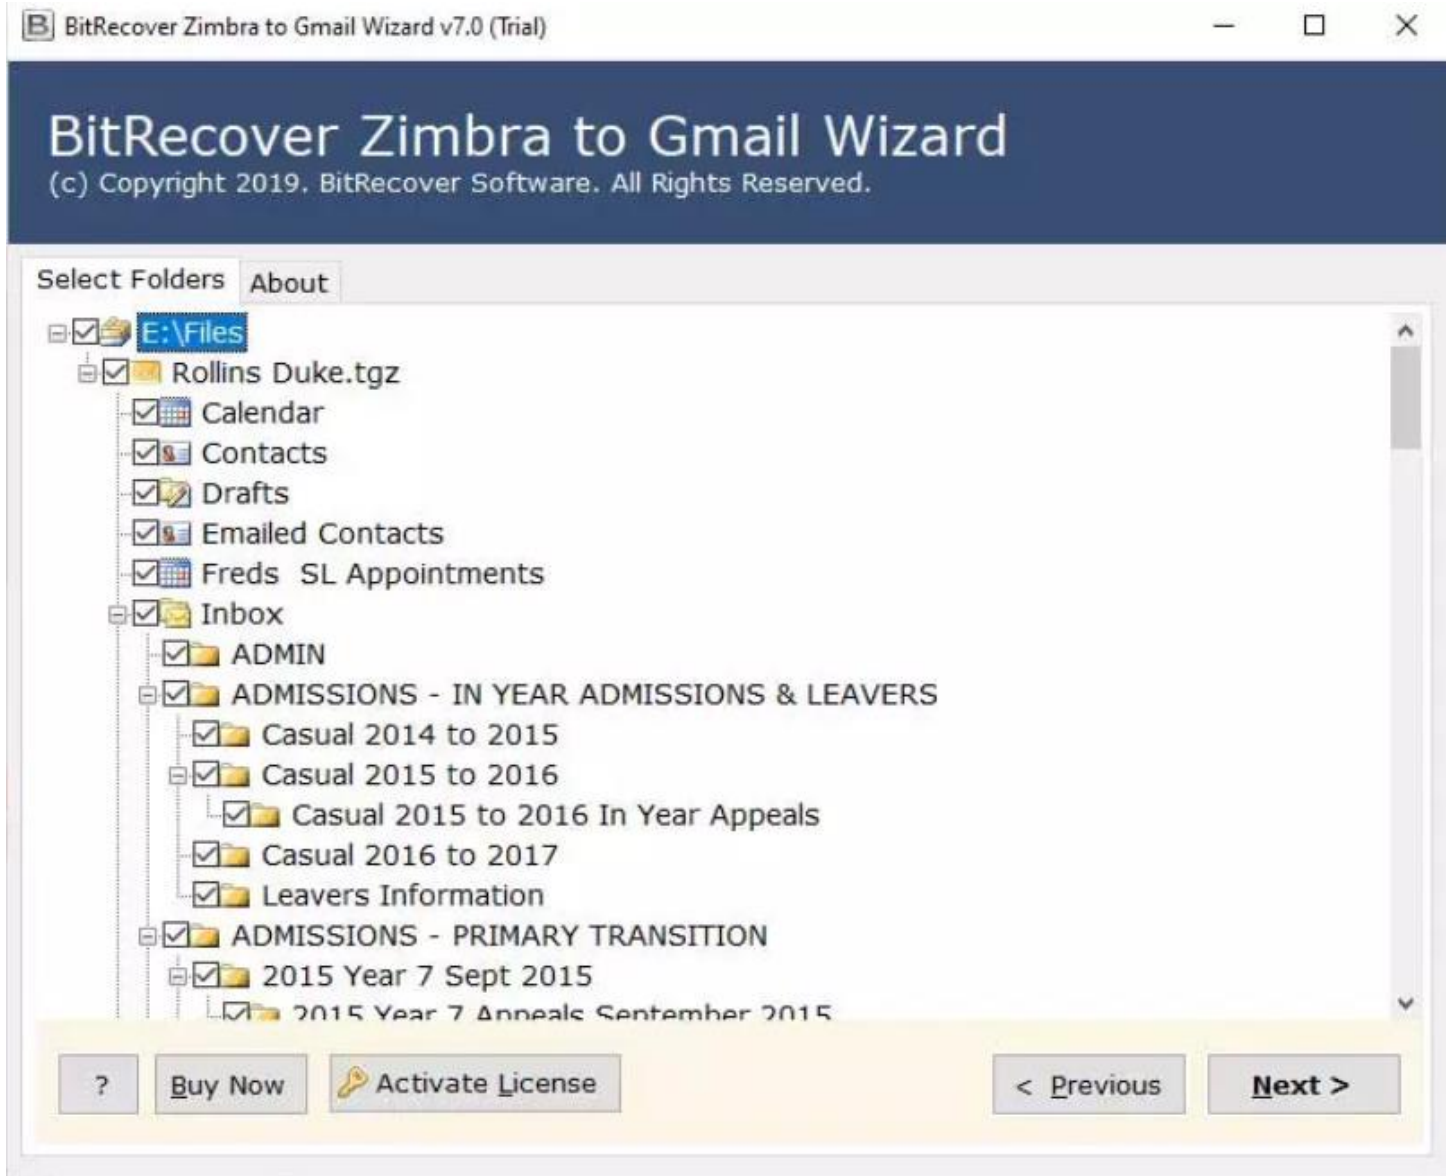 BitRecover Zimbra to Gmail Wizard v7.0 (Trial)
BitRecover Zimbra to Gmail Wizard
(c) Copyright 2019. BitRecover Software. All Rights Reserved.
Select Folders About
E:\Files
Rollins Duke.tgz
Calendar
Contacts
Drafts
Emailed Contacts
Freds  SL Appointments
Inbox
ADMIN
ADMISSIONS - IN YEAR ADMISSIONS & LEAVERS
Casual 2014 to 2015
Casual 2015 to 2016
Casual 2015 to 2016 In Year Appeals
Casual 2016 to 2017
Leavers Information
ADMISSIONS - PRIMARY TRANSITION
2015 Year 7 Sept 2015
2015 Year 7 Appeals September 2015
? Buy Now Activate License < Previous Next >